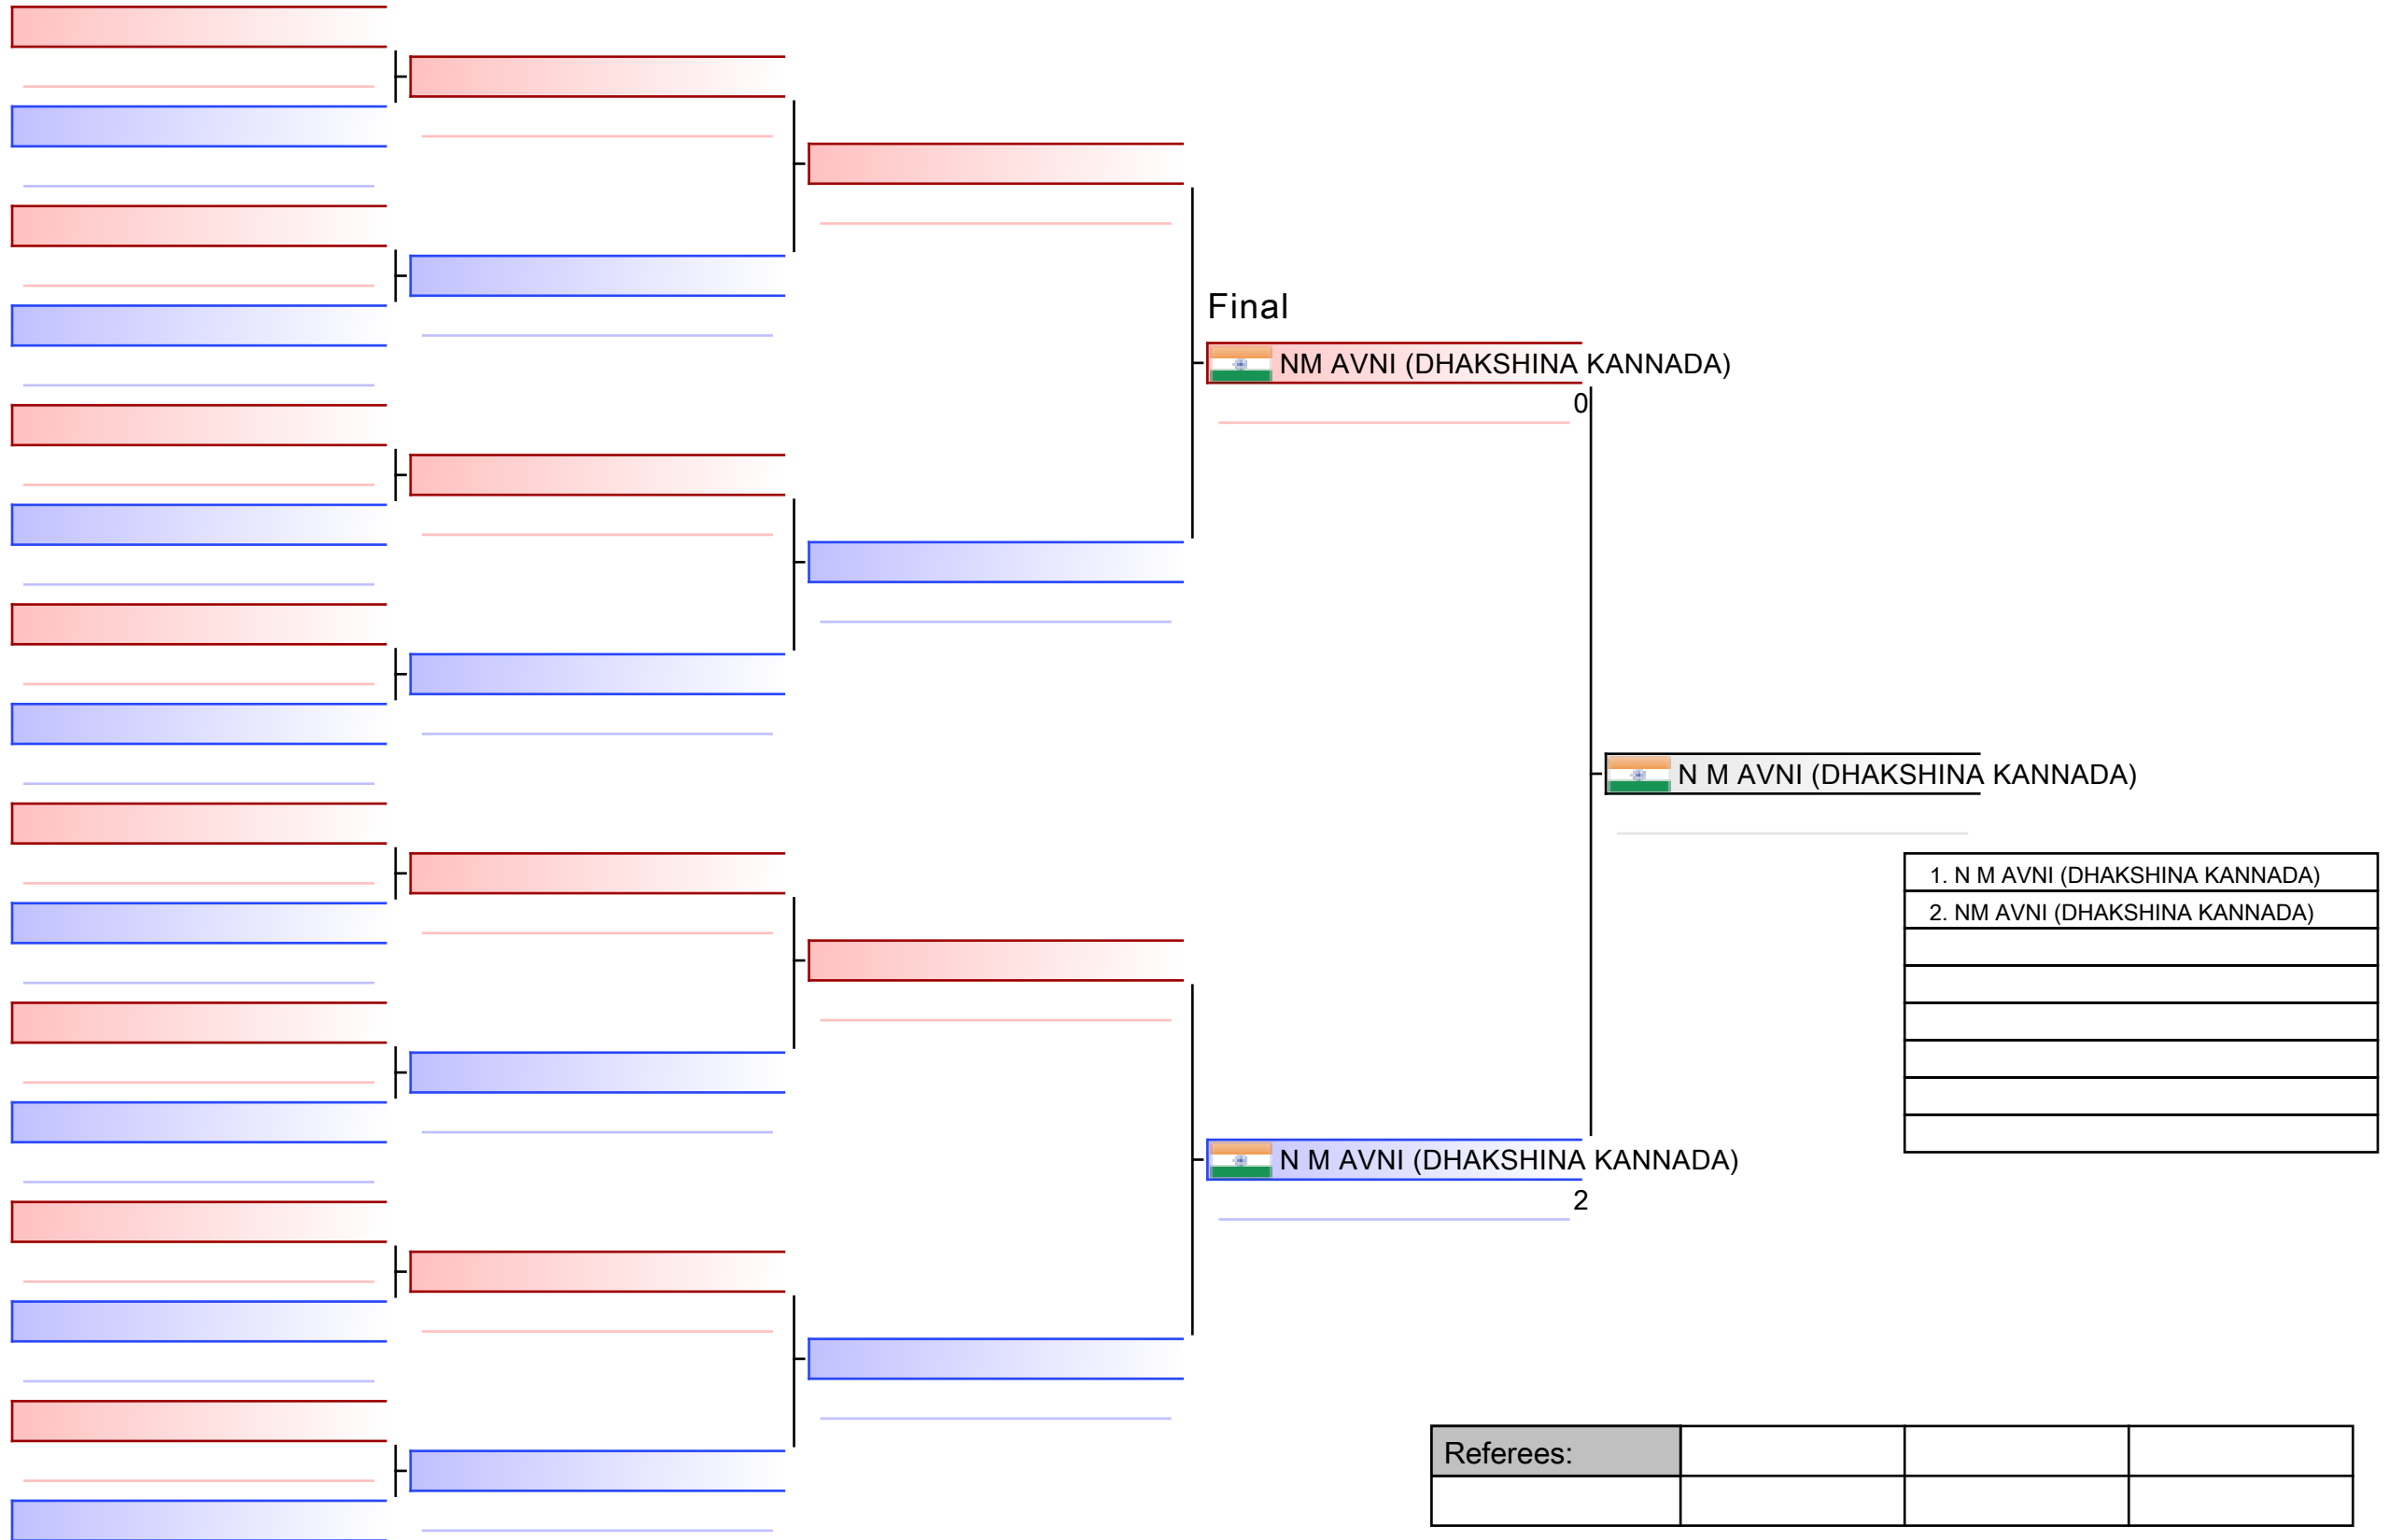 Final
NM AVNI (DHAKSHINA KANNADA)
0
N M AVNI (DHAKSHINA KANNADA)
1. N M AVNI (DHAKSHINA KANNADA)
2. NM AVNI (DHAKSHINA KANNADA)
N M AVNI (DHAKSHINA KANNADA)
2
Referees: